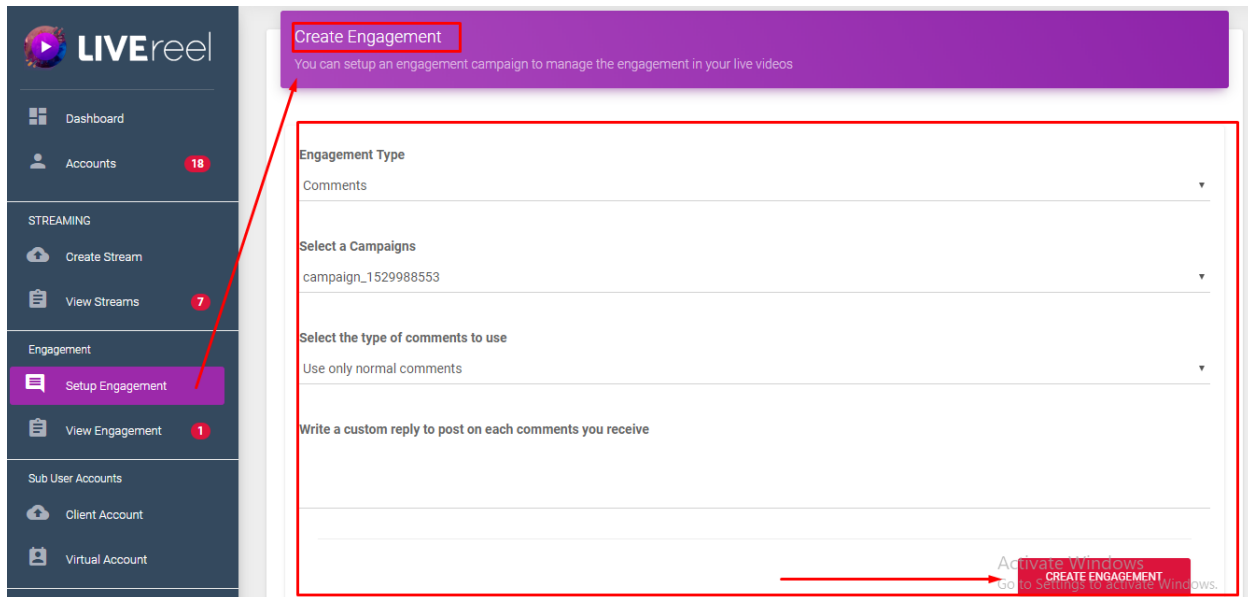 LIVEreel
Dashboard
Accounts 18
STREAMING
Create Stream
View Streams 7
Engagement
Setup Engagement
View Engagement 1
Sub User Accounts
Client Account
Virtual Account
Create Engagement
You can setup an engagement campaign to manage the engagement in your live videos
Engagement Type
Comments
Select a Campaigns
campaign_1529988553
Select the type of comments to use
Use only normal comments
Write a custom reply to post on each comments you receive
CREATE ENGAGEMENT
Activate Windows
Go to Settings to activate Windows.